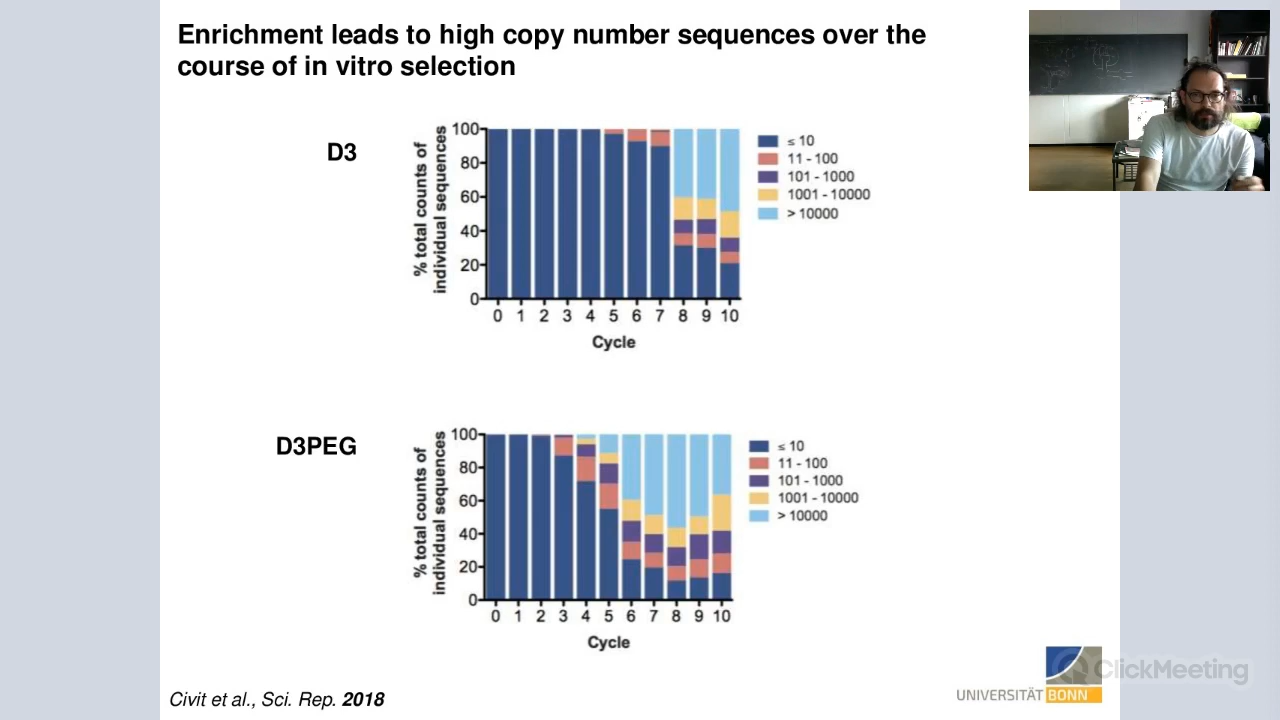 Enrichment leads to high copy number sequences over the
course of in vitro selection
D3
% total counts of
individual sequences
100
80
60
40
20
0
0 1 2 3 4 5 6 7 8 9 10
Cycle
≤ 10
11 - 100
101 - 1000
1001 - 10000
> 10000
D3PEG
% total counts of
individual sequences
100
80
60
40
20
0
0 1 2 3 4 5 6 7 8 9 10
Cycle
≤ 10
11 - 100
101 - 1000
1001 - 10000
> 10000
Civit et al., Sci. Rep. 2018
UNIVERSITÄT BONN
ClickMeeting